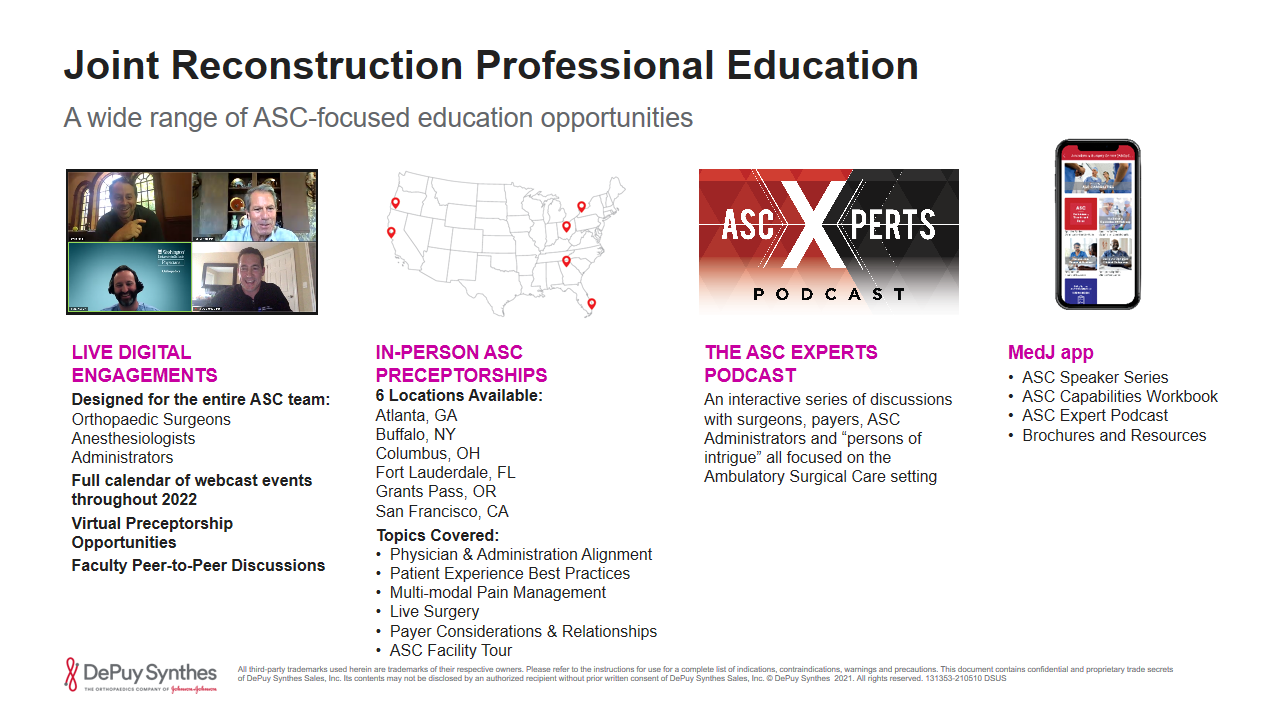 Joint Reconstruction Professional Education
A wide range of ASC-focused education opportunities
ASC XPERTS
PODCAST
LIVE DIGITAL
ENGAGEMENTS
Designed for the entire ASC team:
Orthopaedic Surgeons
Anesthesiologists
Administrators
Full calendar of webcast events
throughout 2022
Virtual Preceptorship
Opportunities
Faculty Peer-to-Peer Discussions
IN-PERSON ASC
PRECEPTORSHIPS
6 Locations Available:
Atlanta, GA
Buffalo, NY
Columbus, OH
Fort Lauderdale, FL
Grants Pass, OR
San Francisco, CA
Topics Covered:
• Physician & Administration Alignment
• Patient Experience Best Practices
• Multi-modal Pain Management
• Live Surgery
• Payer Considerations & Relationships
• ASC Facility Tour
THE ASC EXPERTS
PODCAST
An interactive series of discussions
with surgeons, payers, ASC
Administrators and “persons of
intrigue” all focused on the
Ambulatory Surgical Care setting
MedJ app
• ASC Speaker Series
• ASC Capabilities Workbook
• ASC Expert Podcast
• Brochures and Resources
DePuy Synthes
THE ORTHOPAEDICS COMPANY OF Johnson & Johnson
All third-party trademarks used herein are trademarks of their respective owners. Please refer to the instructions for use for a complete list of indications, contraindications, warnings and precautions. This document contains confidential and proprietary trade secrets
of DePuy Synthes Sales, Inc. Its contents may not be disclosed by an authorized recipient without prior written consent of DePuy Synthes Sales, Inc. © DePuy Synthes 2021. All rights reserved. 131353-210510 DSUS